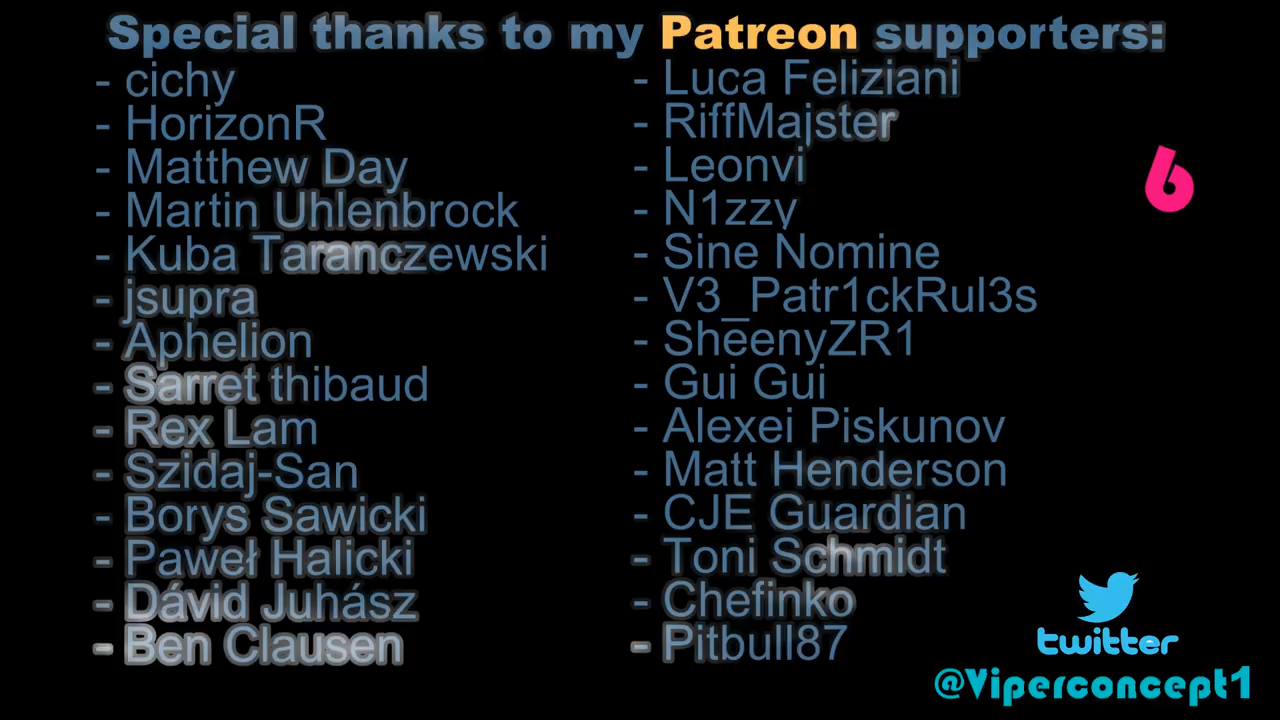 Special thanks to my Patreon supporters:
- cichy
- HorizonR
- Matthew Day
- Martin Uhlenbrock
- Kuba Taranczewski
- jsupra
- Aphelion
- Sarret thibaud
- Rex Lam
- Szidaj-San
- Borys Sawicki
- Paweł Halicki
- Dávid Juhász
- Ben Clausen
- Luca Feliziani
- RiffMajster
- Leonvi
- N1zzy
- Sine Nomine
- V3_Patr1ckRul3s
- SheenyZR1
- Gui Gui
- Alexei Piskunov
- Matt Henderson
- CJE Guardian
- Toni Schmidt
- Chefinko
- Pitbull87
6
twitter
@Viperconcept1